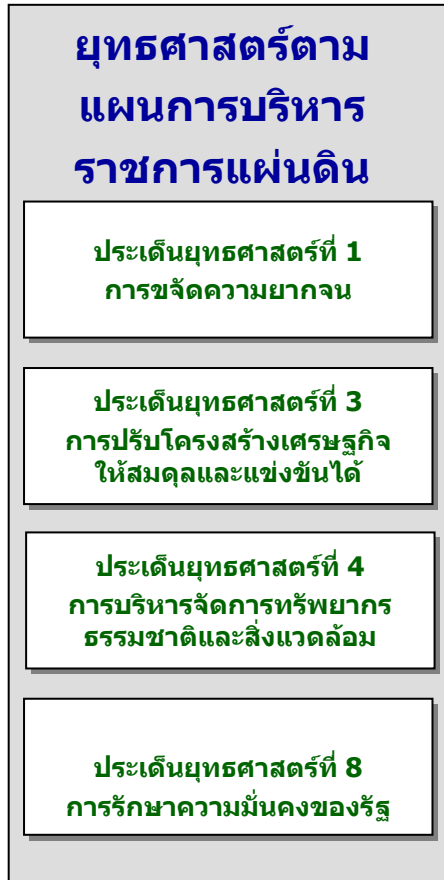 ยุทธศาสตร์ตาม
แผนการบริหาร
ราชการแผ่นดิน
ประเด็นยุทธศาสตร์ที่ 1
การขจัดความยากจน
ประเด็นยุทธศาสตร์ที่ 3
การปรับโครงสร้างเศรษฐกิจ
ให้สมดุลและแข่งขันได้
ประเด็นยุทธศาสตร์ที่ 4
การบริหารจัดการทรัพยากร
ธรรมชาติและสิ่งแวดล้อม
ประเด็นยุทธศาสตร์ที่ 8
การรักษาความมั่นคงของรัฐ